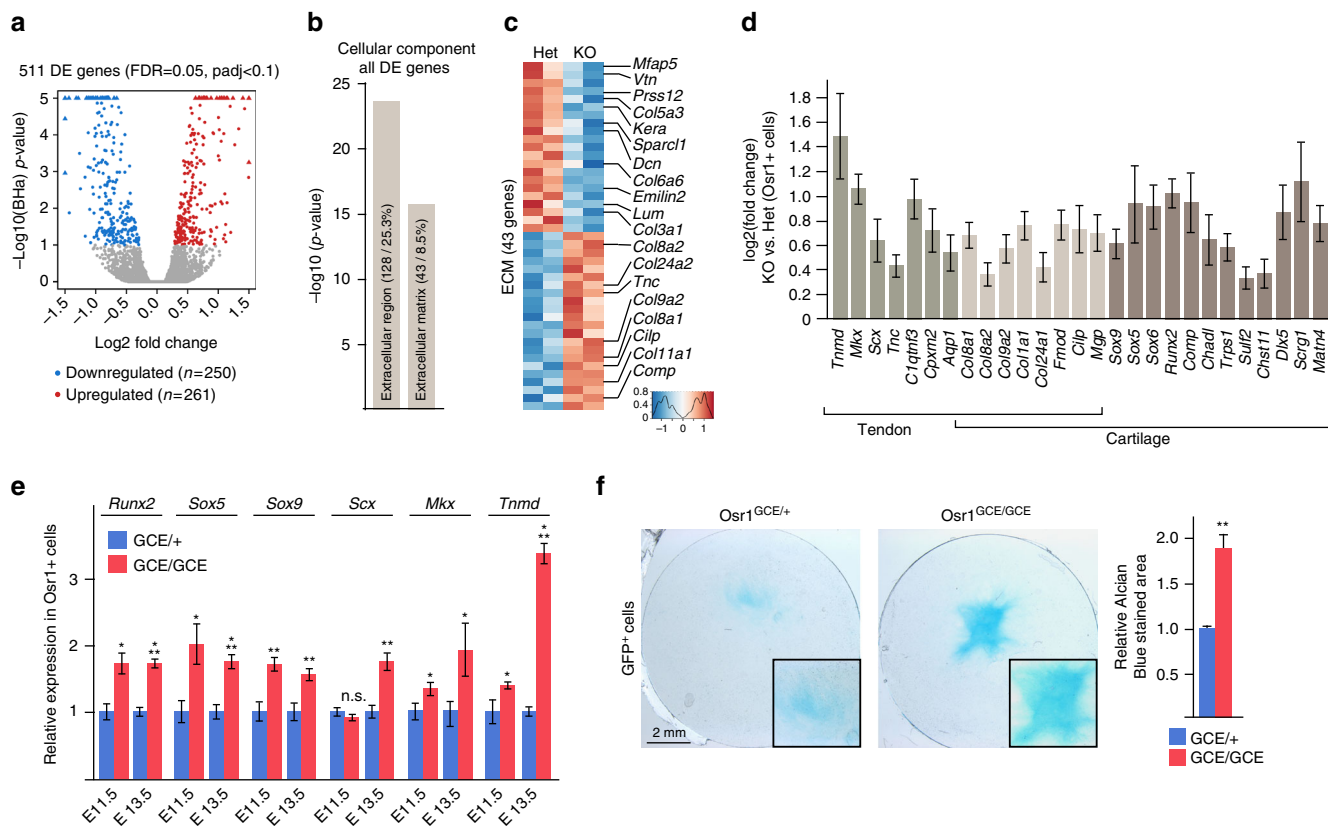 a
511 DE genes (FDR=0.05, padj<0.1)
–Log10(BHa) p-value)
5
4
3
2
1
0
–1.5
–1.0
–0.5
0.0
0.5
1.0
1.5
Log2 fold change
Downregulated (n=250)
Upregulated (n=261)
b
Cellular component
all DE genes
–log10 (p-value)
25
20
15
10
5
Extracellular region (128 / 25.3%)
Extracellular matrix (43 / 8.5%)
c
Het KO
ECM (43 genes)
Mfap5
Vtn
Prss12
Col5a3
Kera
Sparcl1
Dcn
Col6a6
Emilin2
Lum
Col3a1
Col8a2
Col24a2
Tnc
Col9a2
Col8a1
Cilp
Col11a1
Comp
0.8
0.4
0
–1 0 1
d
log2(fold change)
KO vs. Het (Osr1+ cells)
1.8
1.6
1.4
1.2
1.0
0.8
0.6
0.4
0.2
0
Tnmd
Mkx
Scx
Tnc
C1qtnf3
Cpxm2
Aqp1
Col8a1
Col8a2
Col9a2
Col1a1
Col24a1
Fmod
Cilp
Mgp
Sox9
Sox5
Sox6
Runx2
Comp
Chadl
Trps1
Sulf2
Chst11
Dlx5
Scrg1
Matn4
Tendon
Cartilage
e
Relative expression in Osr1+ cells
3
2
1
Runx2 Sox5 Sox9 Scx Mkx Tnmd
GCE/+
GCE/GCE
*
*
**
*
*
**
**
**
n.s.
**
*
*
*
*
**
E11.5
E 13.5
E11.5
E 13.5
E11.5
E 13.5
E11.5
E 13.5
E11.5
E 13.5
E11.5
E 13.5
f
Osr1GCE/+
Osr1GCE/GCE
GFP+ cells
2 mm
Relative Alcian
Blue stained area
2.0
1.5
1.0
0.5
**
GCE/+
GCE/GCE